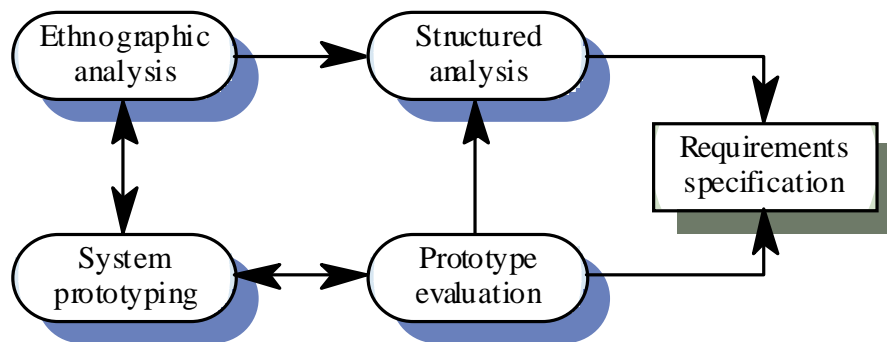 Ethnographic
analysis
Structured
analysis
Requirements
specification
System
prototyping
Prototype
evaluation